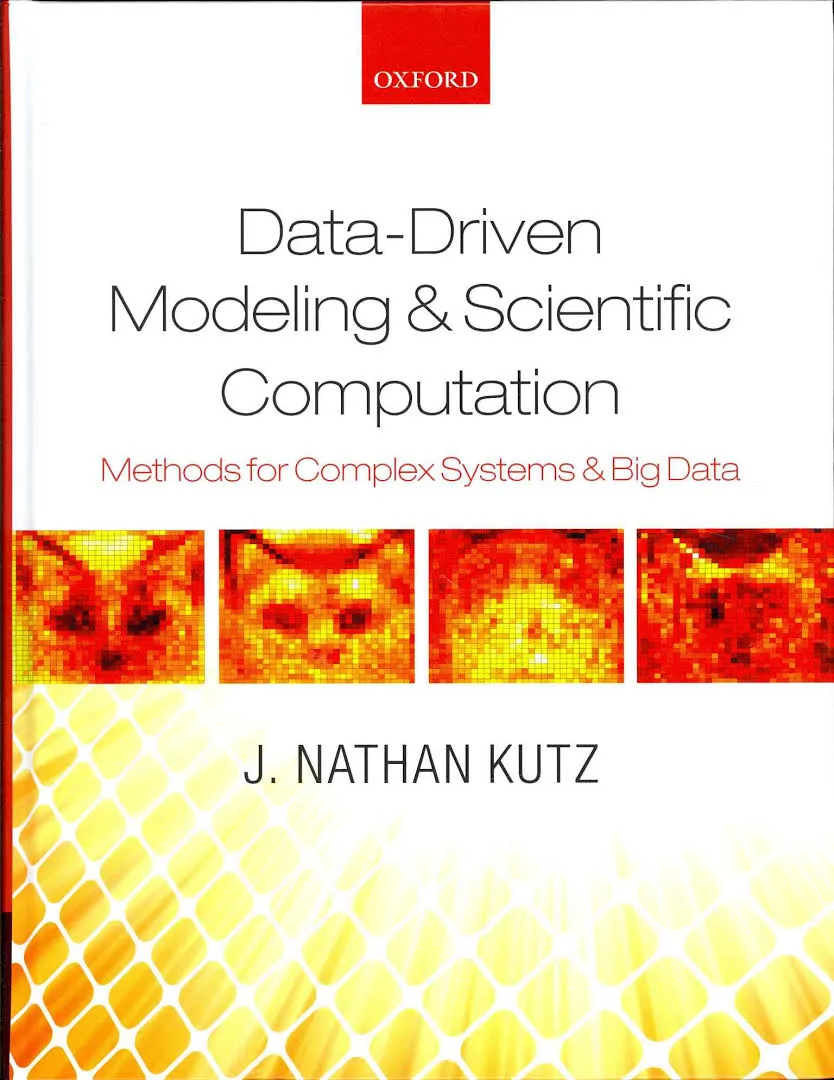 OXFORD
Data-Driven
Modeling & Scientific
Computation
Methods for Complex Systems & Big Data
J. NATHAN KUTZ